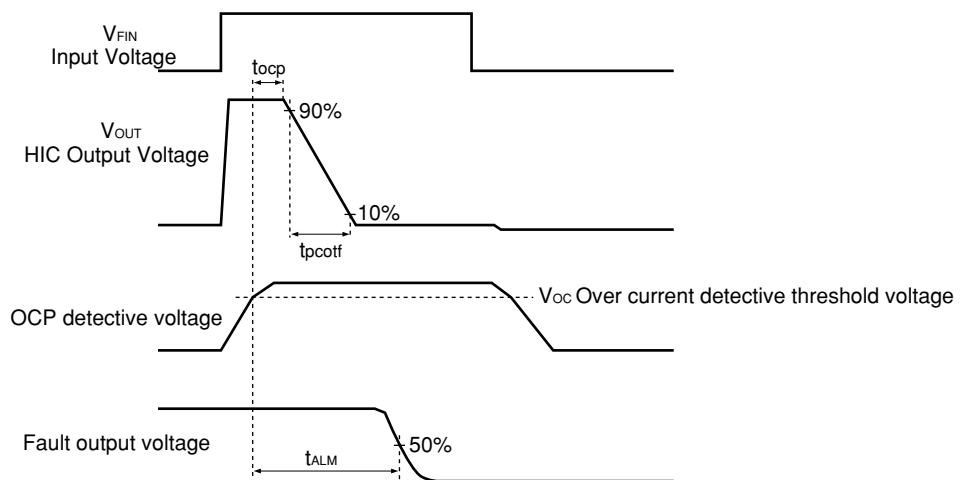 VFIN
Input Voltage
tocp
90%
VOUT
HIC Output Voltage
10%
tpcotf
VOC Over current detective threshold voltage
OCP detective voltage
Fault output voltage
50%
tALM